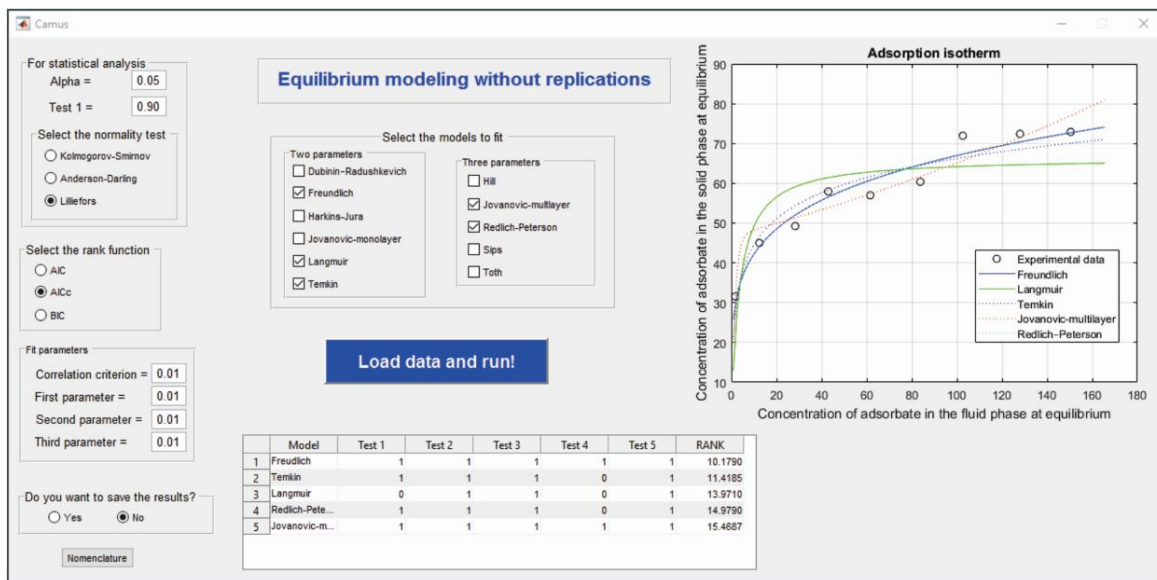 Camus
For statistical analysis
Alpha = 0.05
Test 1 = 0.90
Select the normality test
Kolmogorov-Smirnov
Anderson-Darling
Lilliefors
Select the rank function
AIC
AICc
BIC
Fit parameters
Correlation criterion = 0.01
First parameter = 0.01
Second parameter = 0.01
Third parameter = 0.01
Do you want to save the results?
Yes No
Nomenclature
Equilibrium modeling without replications
Select the models to fit
Two parameters
Dubinin-Radushkevich
Freundlich
Harkins-Jura
Jovanovic-monolayer
Langmuir
Temkin
Three parameters
Hill
Jovanovic-multilayer
Redlich-Peterson
Sips
Toth
Load data and run!
Model Test 1 Test 2 Test 3 Test 4 Test 5 RANK
1 Freudlich 1 1 1 1 1 10.1790
2 Temkin 1 1 1 0 1 11.4185
3 Langmuir 0 1 1 0 1 13.9710
4 Redlich-Pete... 1 1 1 0 1 14.9790
5 Jovanovic-m... 1 1 1 1 1 15.4687
Adsorption isotherm
Concentration of adsorbate in the solid phase at equilibrium
90
80
70
60
50
40
30
20
10
Experimental data
Freundlich
Langmuir
Temkin
Jovanovic-multilayer
Redlich-Peterson
0 20 40 60 80 100 120 140 160 180
Concentration of adsorbate in the fluid phase at equilibrium